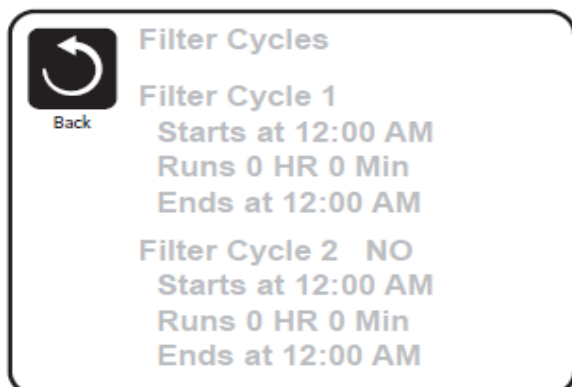 Filter Cycles
Back
Filter Cycle 1
Starts at 12:00 AM
Runs 0 HR 0 Min
Ends at 12:00 AM
Filter Cycle 2 NO
Starts at 12:00 AM
Runs 0 HR 0 Min
Ends at 12:00 AM